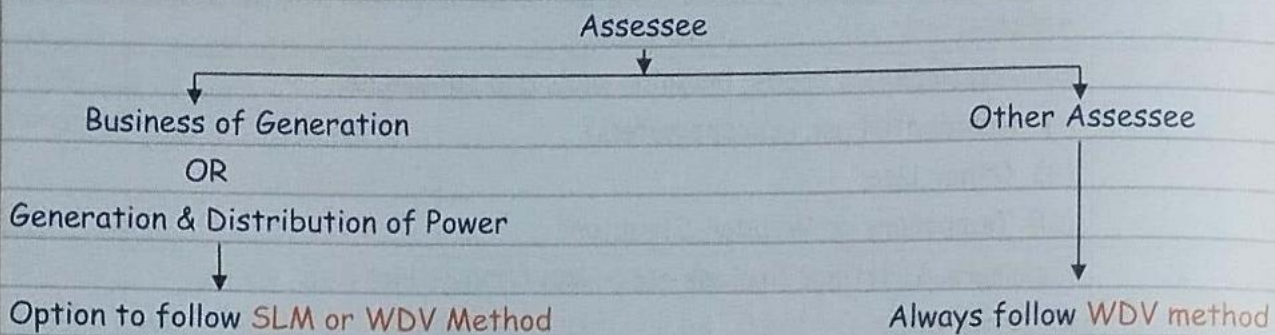 Assessee
Business of Generation
OR
Generation & Distribution of Power
Option to follow SLM or WDV Method
Other Assessee
Always follow WDV method